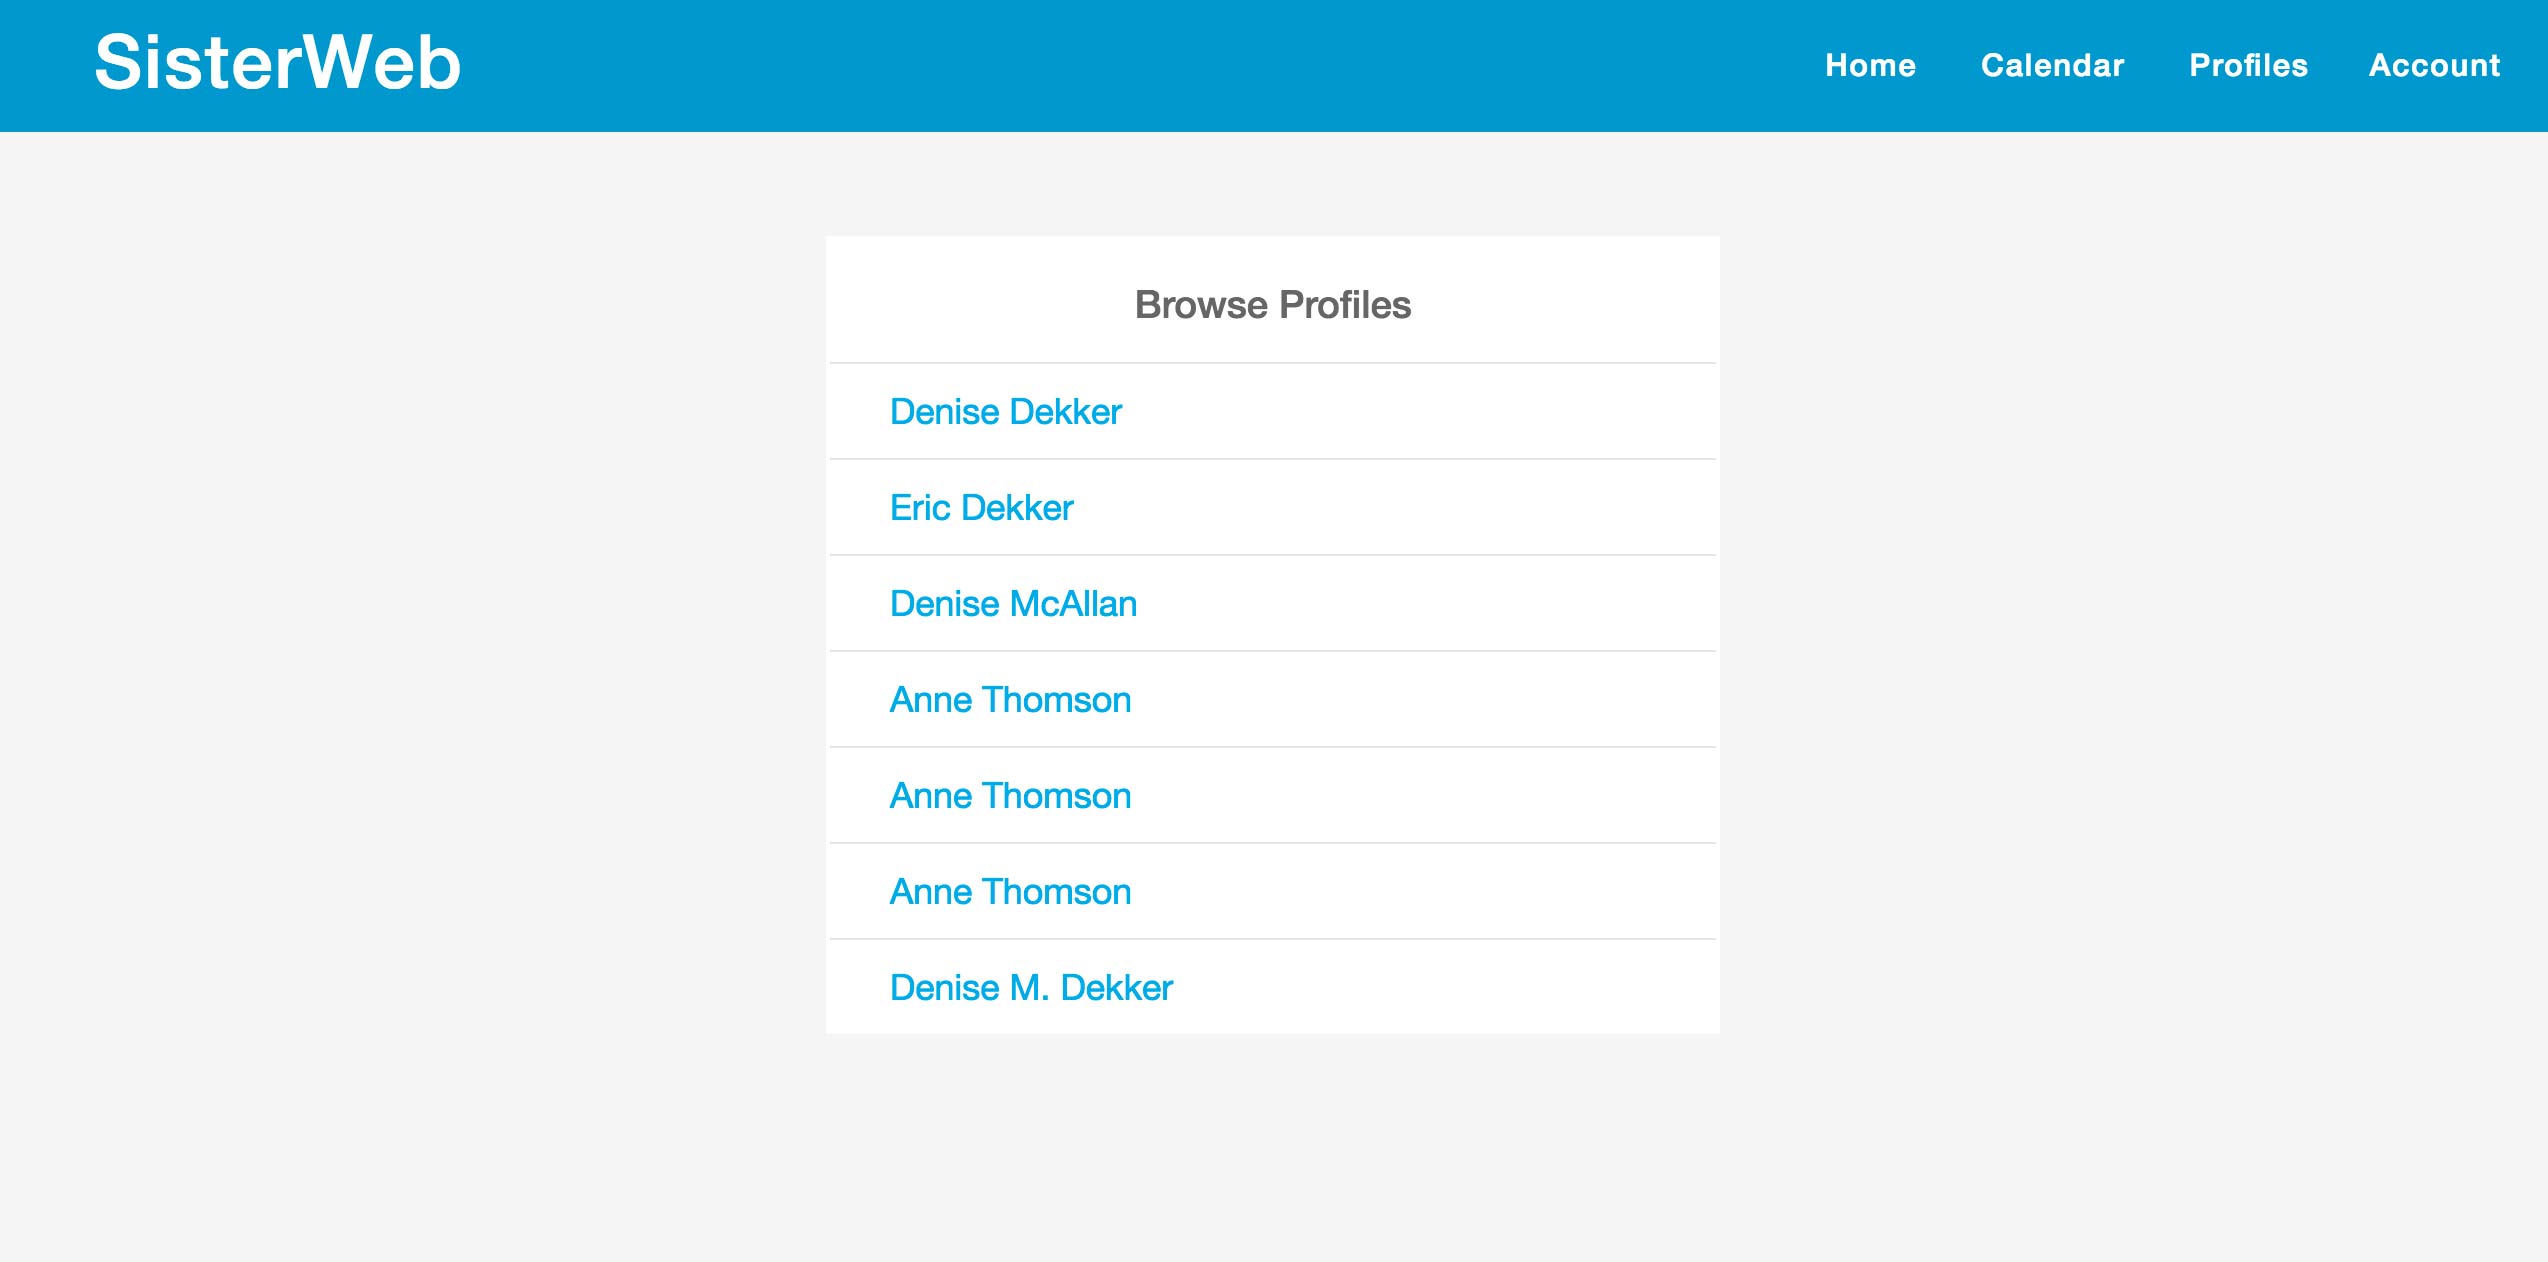 SisterWeb
Home Calendar Profiles Account
Browse Profiles
Denise Dekker
Eric Dekker
Denise McAllan
Anne Thomson
Anne Thomson
Anne Thomson
Denise M. Dekker